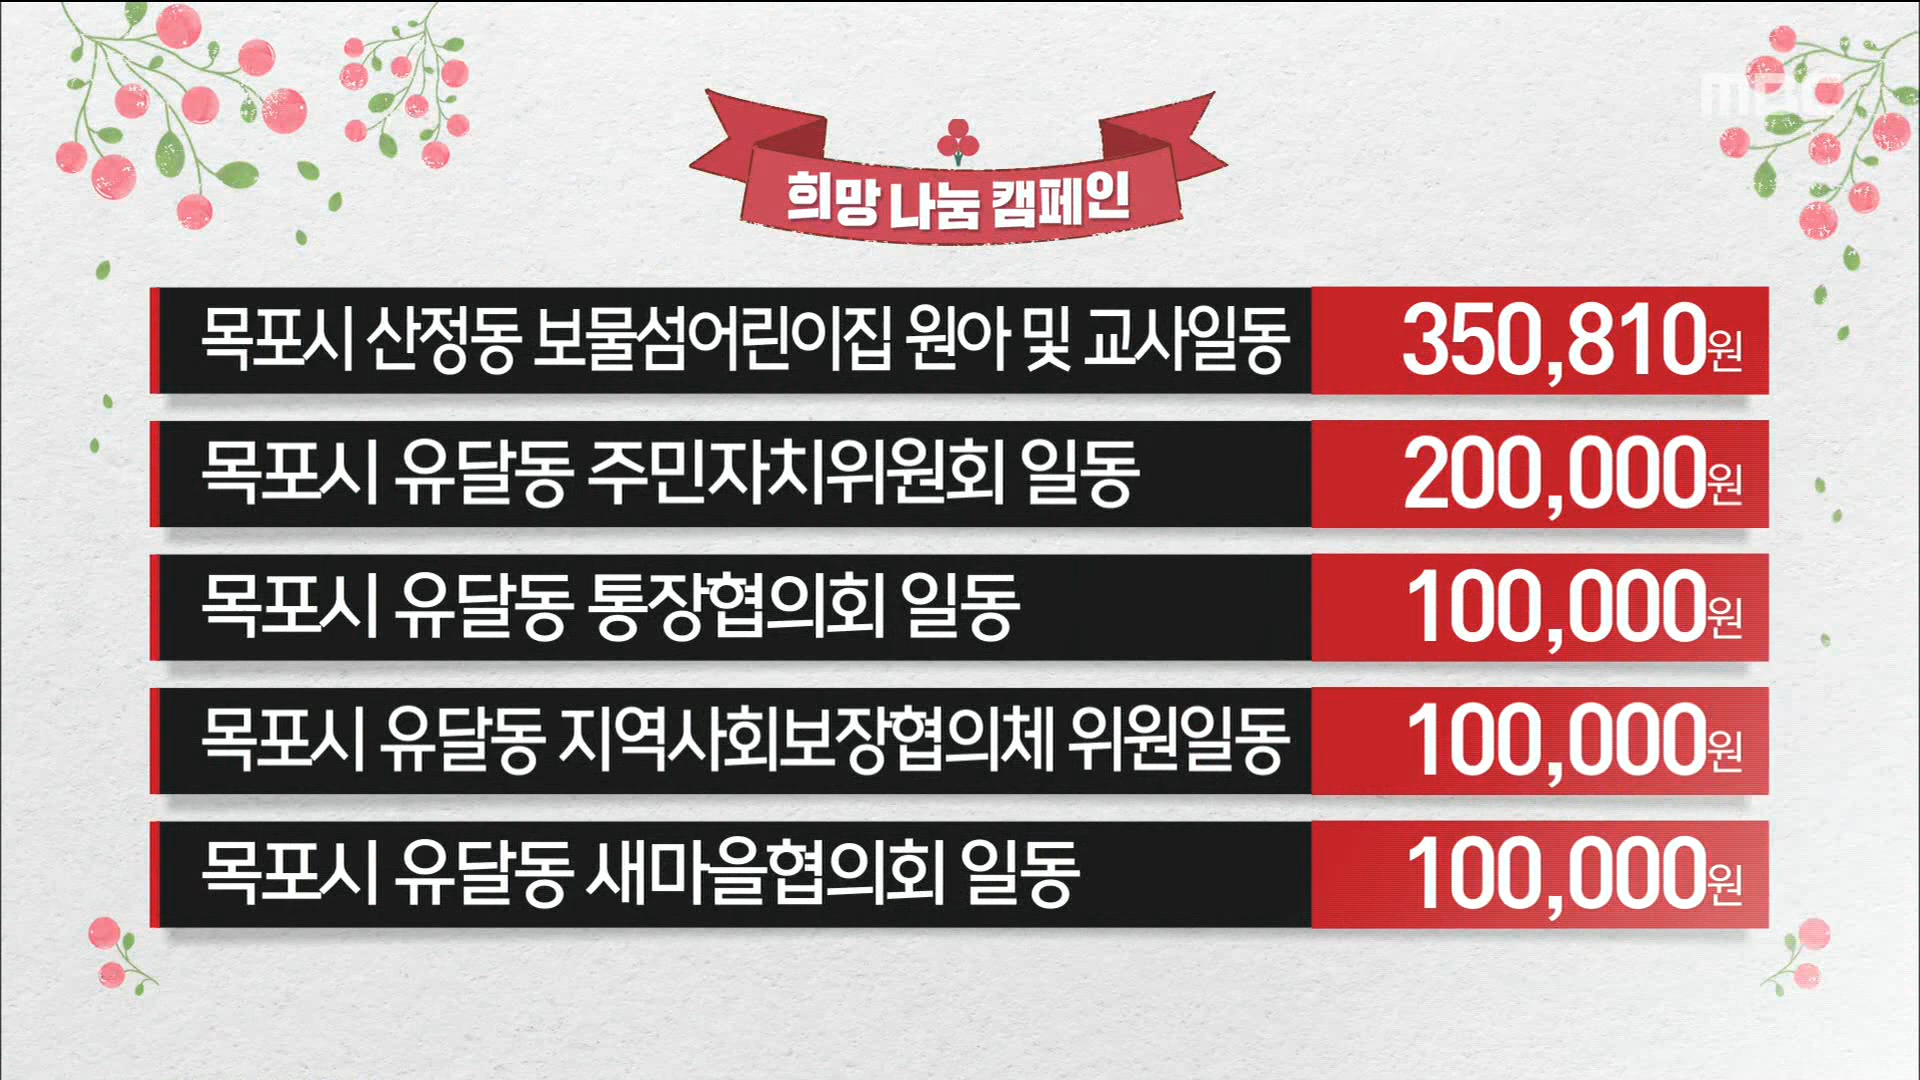 MBC
희망 나눔 캠페인
목포시 산정동 보물섬어린이집 원아 및 교사일동 350,810원
목포시 유달동 주민자치위원회 일동 200,000원
목포시 유달동 통장협의회 일동 100,000원
목포시 유달동 지역사회보장협의체 위원일동 100,000원
목포시 유달동 새마을협의회 일동 100,000원